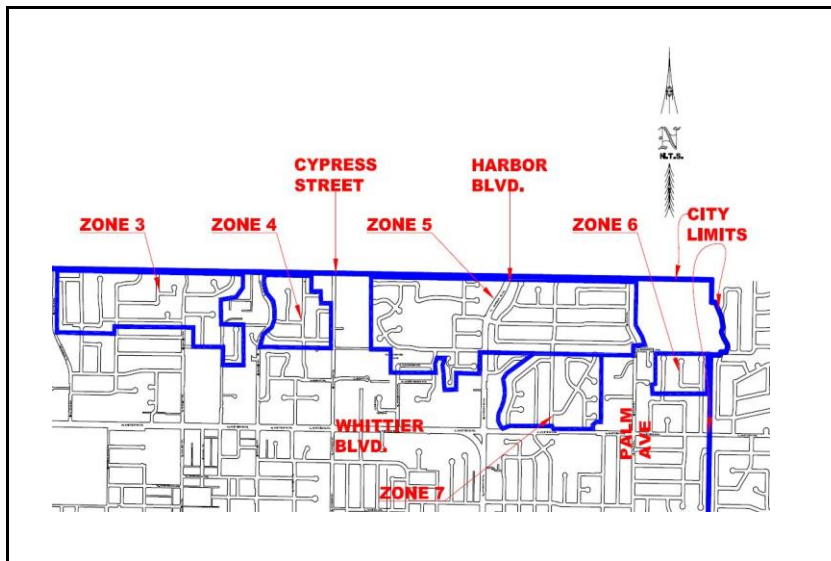 N
N.T.S.
CYPRESS
STREET
HARBOR
BLVD.
CITY
LIMITS
ZONE 3
ZONE 4
ZONE 5
ZONE 6
WHITTIER
BLVD.
PALM
AVE
ZONE 7